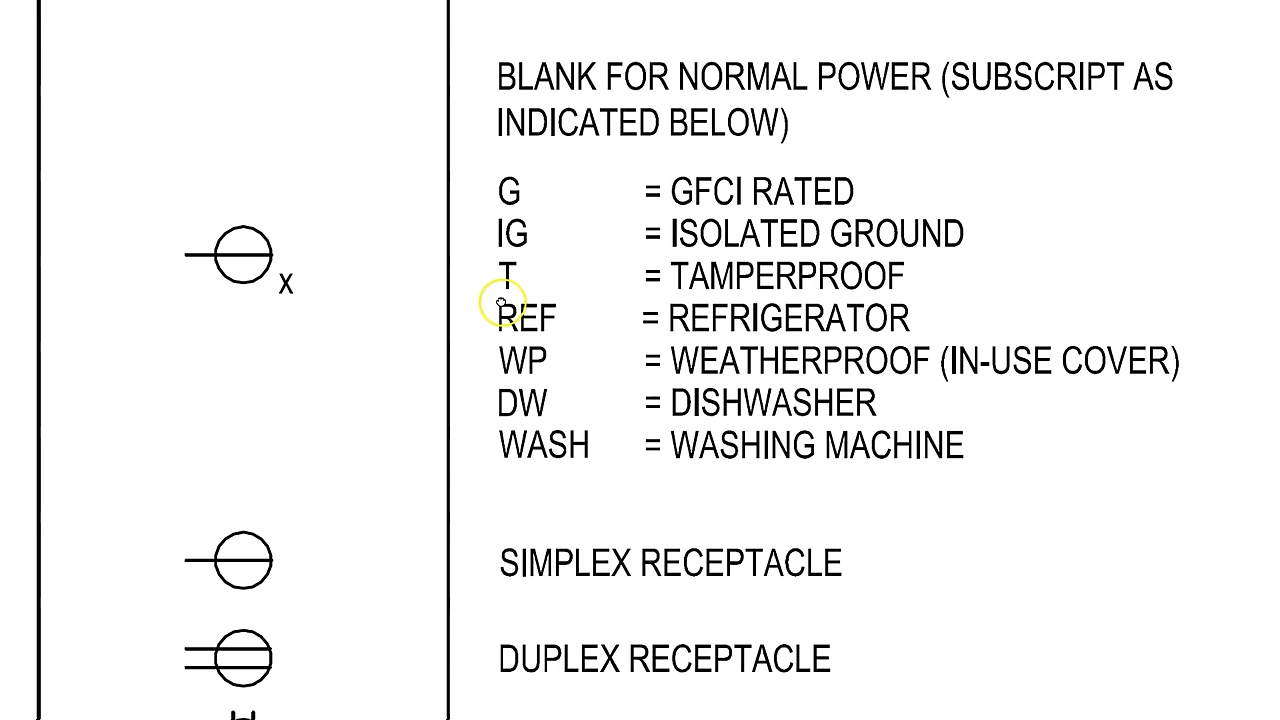 BLANK FOR NORMAL POWER (SUBSCRIPT AS
INDICATED BELOW)
G = GFCI RATED
IG = ISOLATED GROUND
X
T = TAMPERPROOF
REF = REFRIGERATOR
WP = WEATHERPROOF (IN-USE COVER)
DW = DISHWASHER
WASH = WASHING MACHINE
SIMPLEX RECEPTACLE
DUPLEX RECEPTACLE